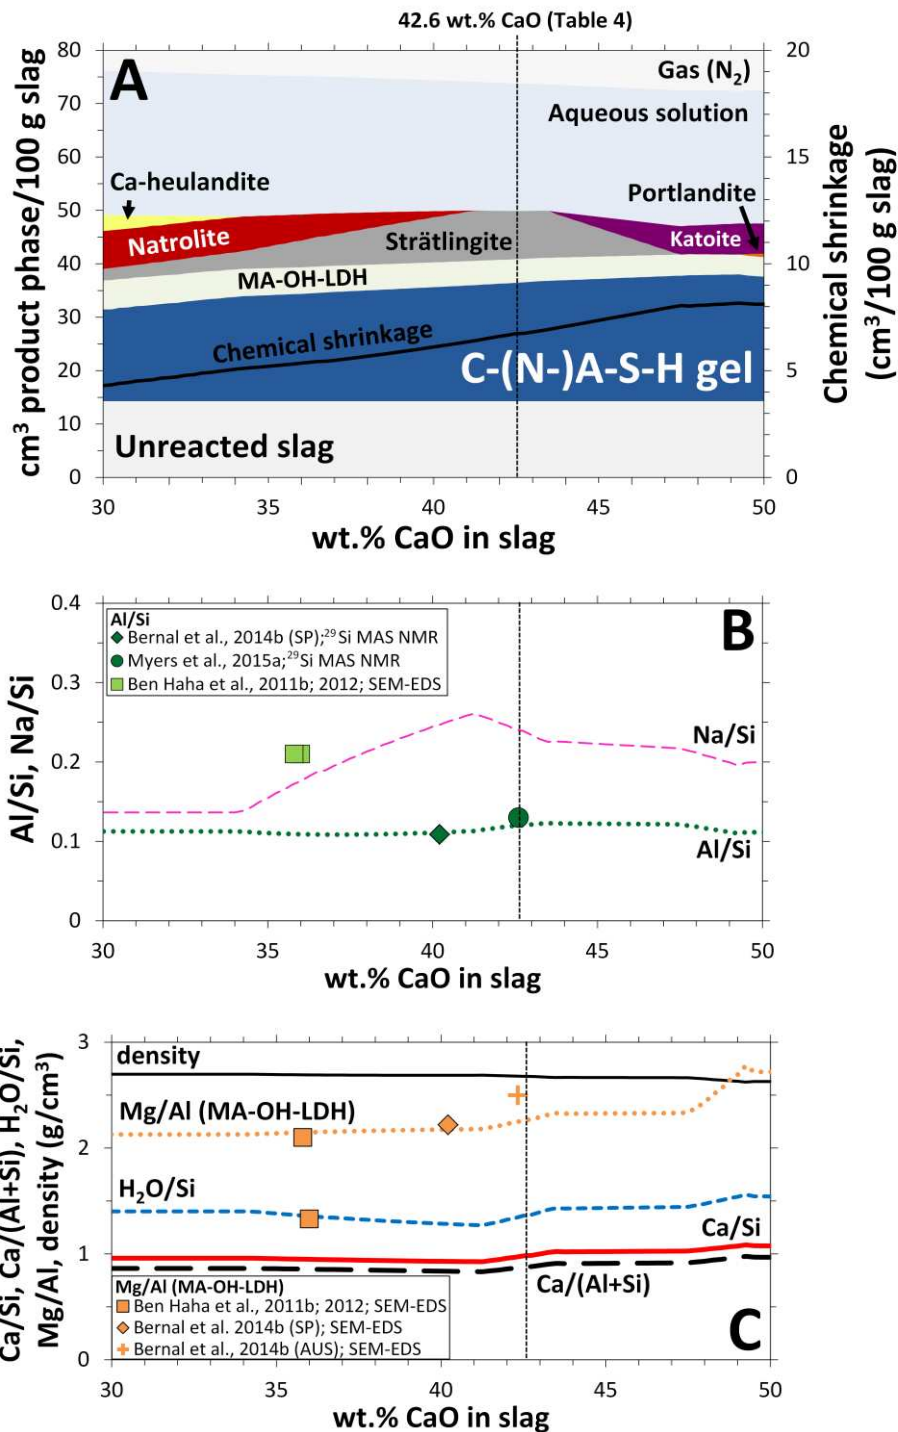 42.6 wt.% CaO (Table 4)
80
70
60
50
40
30
20
10
0
cm³ product phase/100 g slag
A
Gas (N₂)
Aqueous solution
Ca-heulandite
Portlandite
Natrolite
Strätlingite
Katoite
MA-OH-LDH
Chemical shrinkage
C-(N-)A-S-H gel
Unreacted slag
20
15
10
5
0
Chemical shrinkage
(cm³/100 g slag)
30 35 40 45 50
wt.% CaO in slag
0.4
0.3
0.2
0.1
0
Al/Si, Na/Si
Al/Si
Bernal et al., 2014b (SP);²⁹Si MAS NMR
Myers et al., 2015a;²⁹Si MAS NMR
Ben Haha et al., 2011b; 2012; SEM-EDS
B
Na/Si
Al/Si
30 35 40 45 50
wt.% CaO in slag
3
2
1
0
Ca/Si, Ca/(Al+Si), H₂O/Si,
Mg/Al, density (g/cm³)
density
Mg/Al (MA-OH-LDH)
H₂O/Si
Ca/Si
Ca/(Al+Si)
Mg/Al (MA-OH-LDH)
Ben Haha et al., 2011b; 2012; SEM-EDS
Bernal et al. 2014b (SP); SEM-EDS
Bernal et al., 2014b (AUS); SEM-EDS
C
30 35 40 45 50
wt.% CaO in slag